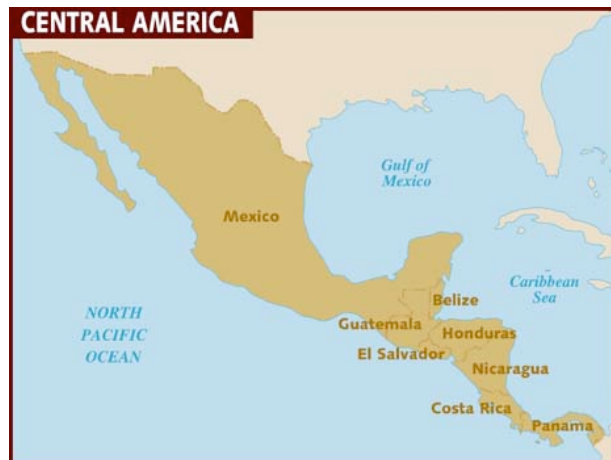 CENTRAL AMERICA
Gulf of
Mexico
Mexico
Caribbean
Sea
Belize
NORTH
PACIFIC
OCEAN
Guatemala
Honduras
El Salvador
Nicaragua
Costa Rica
Panama